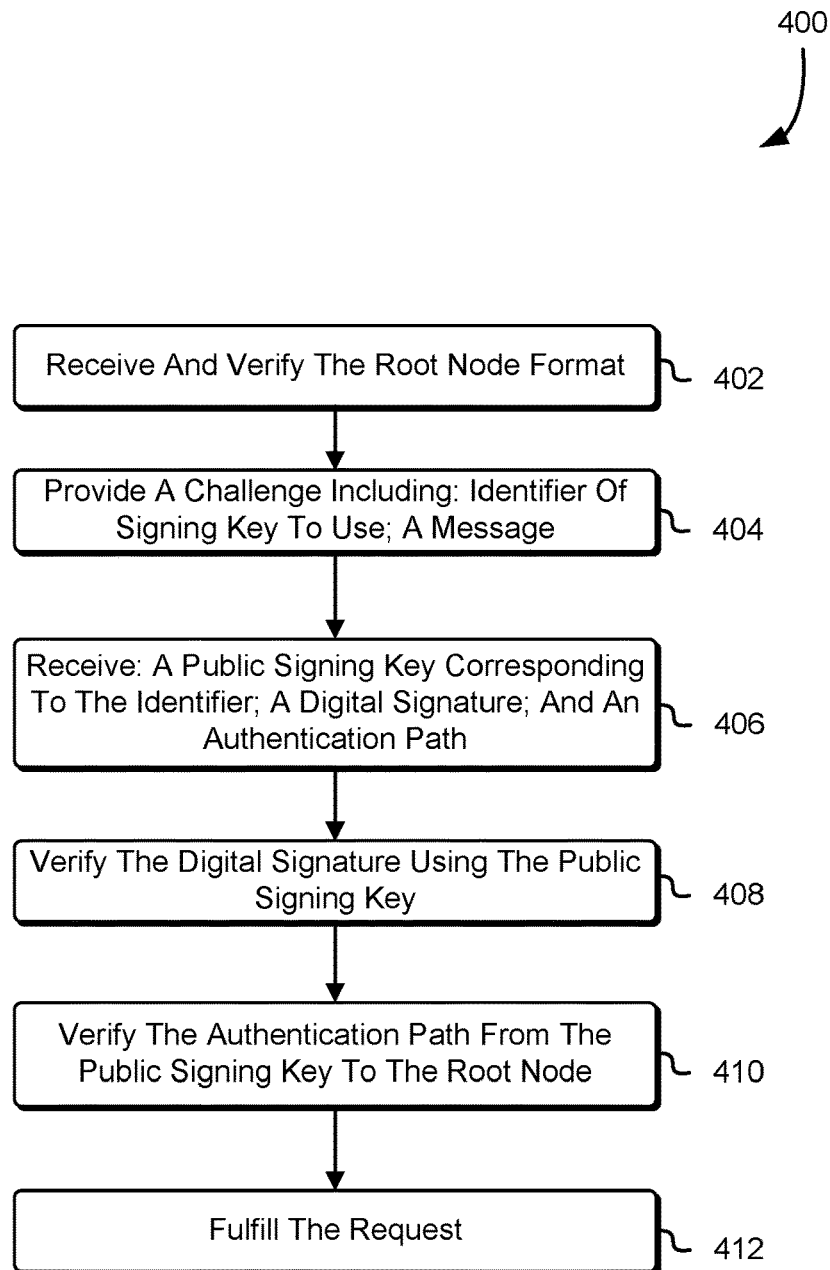 400
Receive And Verify The Root Node Format
402
Provide A Challenge Including: Identifier Of
Signing Key To Use; A Message
404
Receive: A Public Signing Key Corresponding
To The Identifier; A Digital Signature; And An
Authentication Path
406
Verify The Digital Signature Using The Public
Signing Key
408
Verify The Authentication Path From The
Public Signing Key To The Root Node
410
Fulfill The Request
412